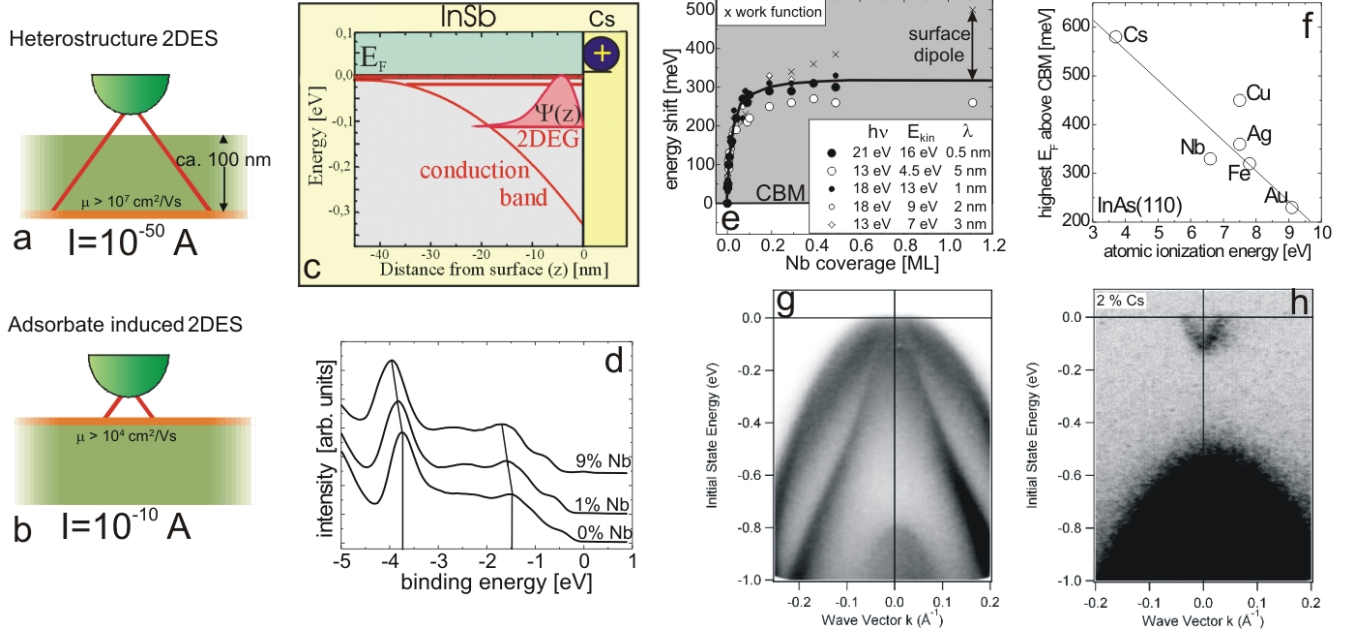 Heterostructure 2DES
ca. 100 nm
μ > 10⁷ cm²/Vs
a
I=10⁻⁵⁰ A
Adsorbate induced 2DES
μ > 10⁴ cm²/Vs
b
I=10⁻¹⁰ A
InSb
Cs
+
0,1
0,0
-0,1
-0,2
-0,3
Energy [eV]
E_F
Ψ(z)
2DEG
conduction
band
-40
-30
-20
-10
0
Distance from surface (z) [nm]
c
d
intensity [arb. units]
9% Nb
1% Nb
0% Nb
-5 -4 -3 -2 -1 0 1
binding energy [eV]
x work function
500
400
300
200
100
0
energy shift [meV]
surface
dipole
hν E_kin λ
21 eV 16 eV 0.5 nm
13 eV 4.5 eV 5 nm
18 eV 13 eV 1 nm
18 eV 9 eV 2 nm
13 eV 7 eV 3 nm
CBM
e
0.0 0.2 0.4 0.6 0.8 1.0 1.2
Nb coverage [ML]
f
600
500
400
300
200
highest E_F above CBM [meV]
Cs
Cu
Ag
Nb
Fe
Au
InAs(110)
3 4 5 6 7 8 9 10
atomic ionization energy [eV]
g
0.0
-0.2
-0.4
-0.6
-0.8
-1.0
Initial State Energy (eV)
-0.2 -0.1 0.0 0.1 0.2
Wave Vector k (Å⁻¹)
2 % Cs
h
0.0
-0.2
-0.4
-0.6
-0.8
-1.0
Initial State Energy (eV)
-0.2 -0.1 0.0 0.1 0.2
Wave Vector k (Å⁻¹)